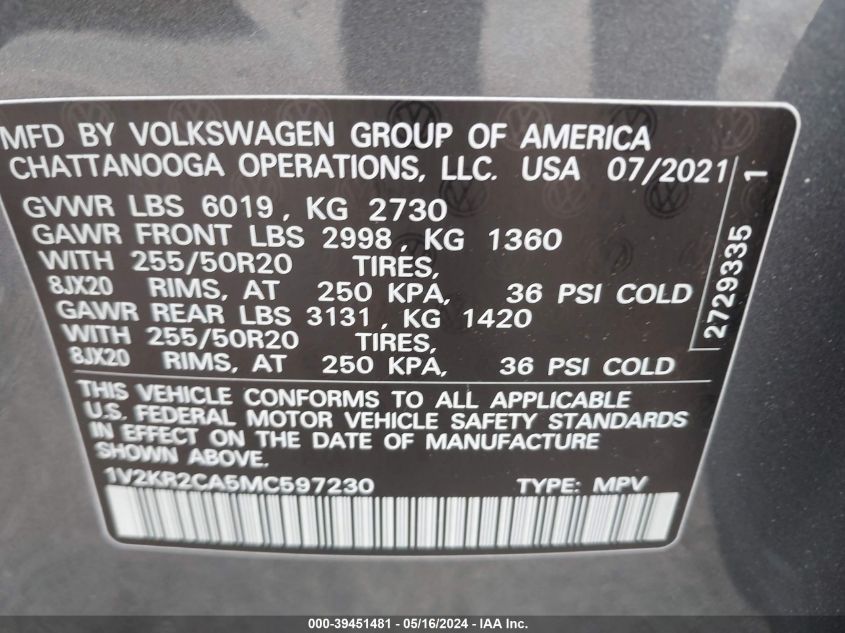 MFD BY VOLKSWAGEN GROUP OF AMERICA
CHATTANOOGA OPERATIONS, LLC. USA 07/2021
GVWR LBS 6019, KG 2730
GAWR FRONT LBS 2998, KG 1360
WITH 255/50R20 TIRES,
8JX20 RIMS, AT 250 KPA, 36 PSI COLD
GAWR REAR LBS 3131, KG 1420
WITH 255/50R20 TIRES,
8JX20 RIMS, AT 250 KPA, 36 PSI COLD
THIS VEHICLE CONFORMS TO ALL APPLICABLE
U.S. FEDERAL MOTOR VEHICLE SAFETY STANDARDS
IN EFFECT ON THE DATE OF MANUFACTURE
SHOWN ABOVE.
1V2KR2CA5MC597230 TYPE: MPV
2729335 1
000-39451481 - 05/16/2024 - IAA Inc.